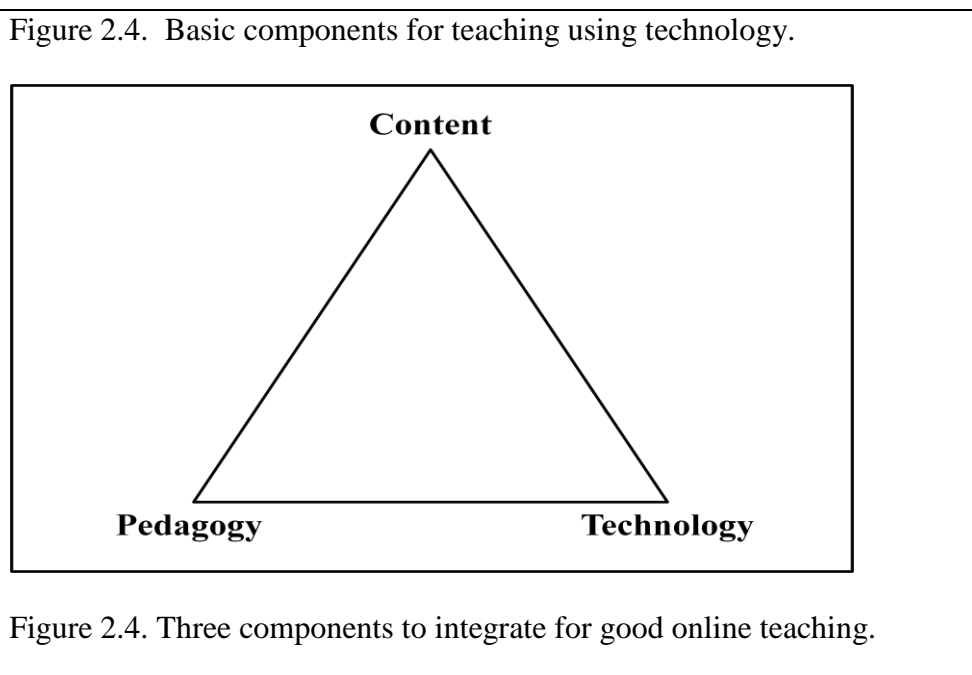 Figure 2.4.  Basic components for teaching using technology.
Content
Pedagogy Technology
Figure 2.4. Three components to integrate for good online teaching.